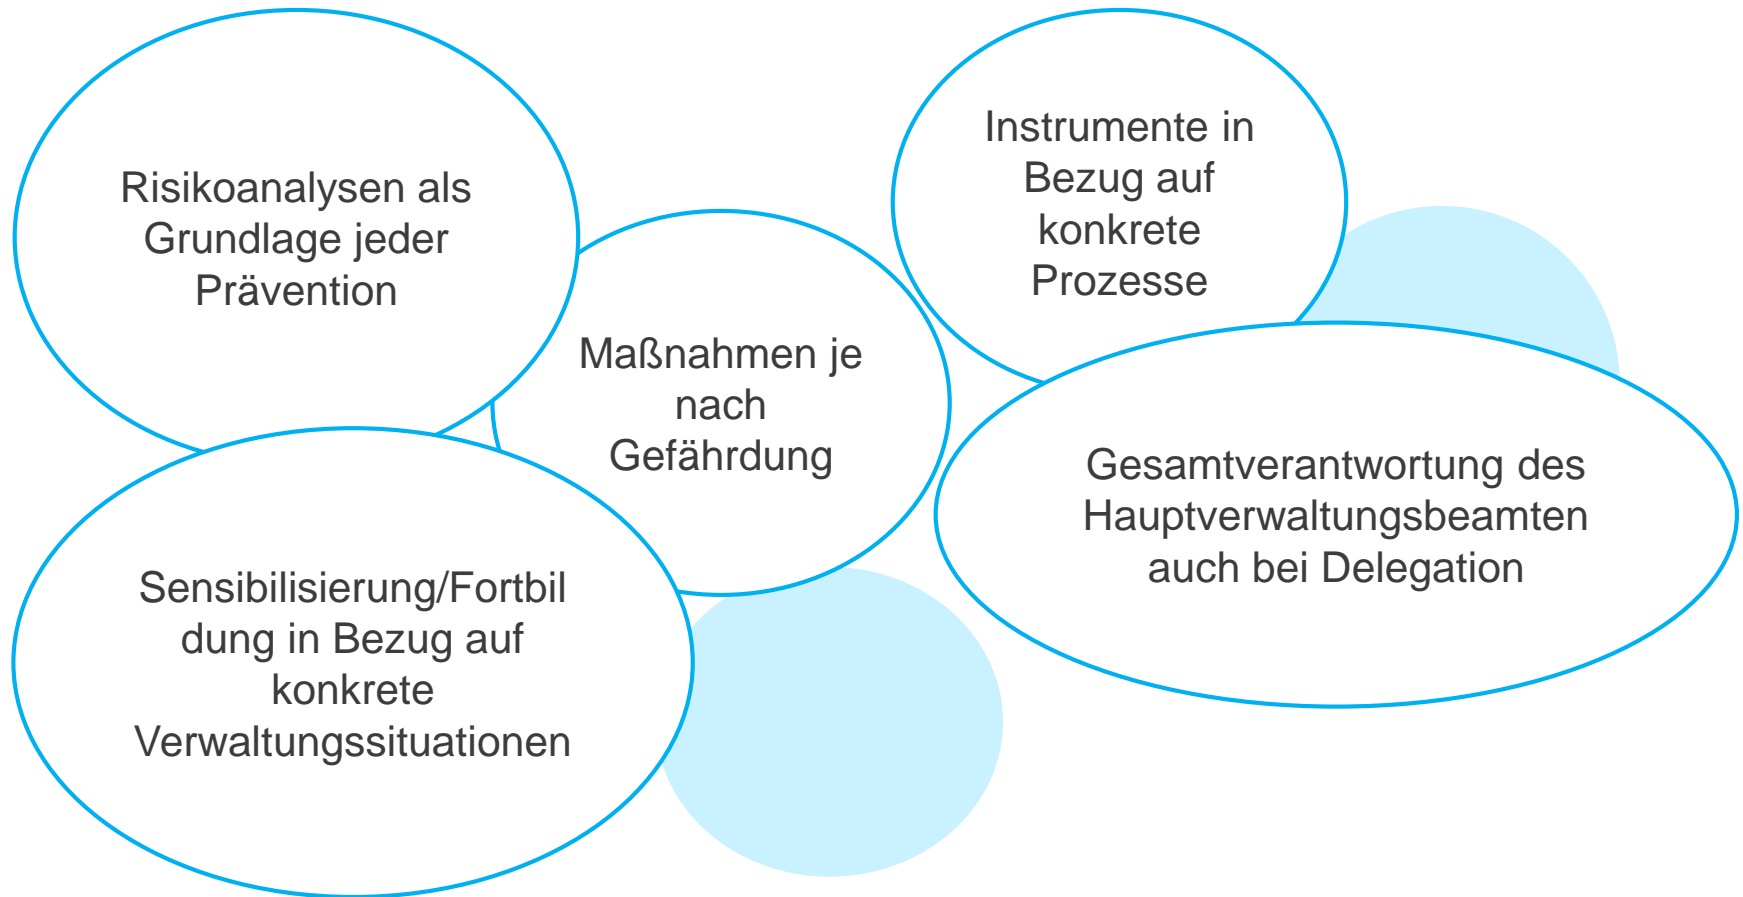 Risikoanalysen als
Grundlage jeder
Prävention
Maßnahmen je
nach
Gefährdung
Sensibilisierung/Fortbil
dung in Bezug auf
konkrete
Verwaltungssituationen
Instrumente in
Bezug auf
konkrete
Prozesse
Gesamtverantwortung des
Hauptverwaltungsbeamten
auch bei Delegation